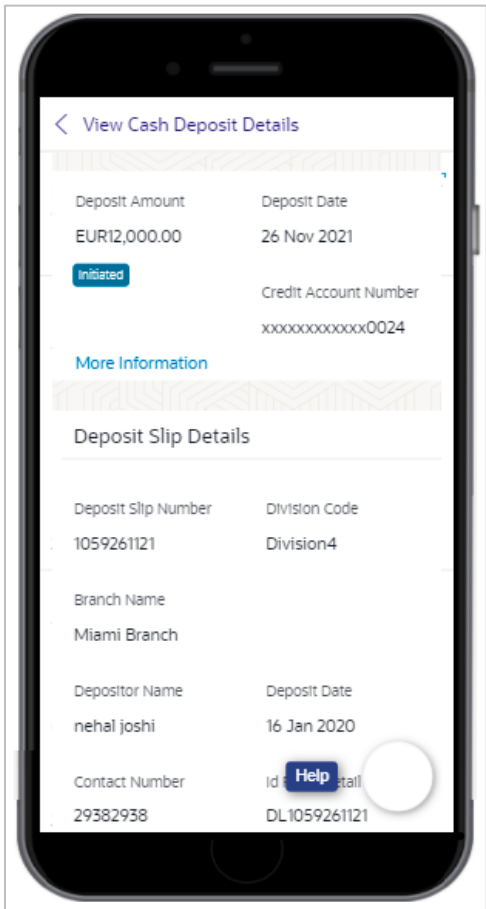 View Cash Deposit Details
Deposit Amount Deposit Date
EUR12,000.00 26 Nov 2021
Initiated
Credit Account Number
xxxxxxxxxxxx0024
More Information
Deposit Slip Details
Deposit Slip Number Division Code
1059261121 Division4
Branch Name
Miami Branch
Depositor Name Deposit Date
nehal joshi 16 Jan 2020
Help
Contact Number Id
29382938 DL1059261121